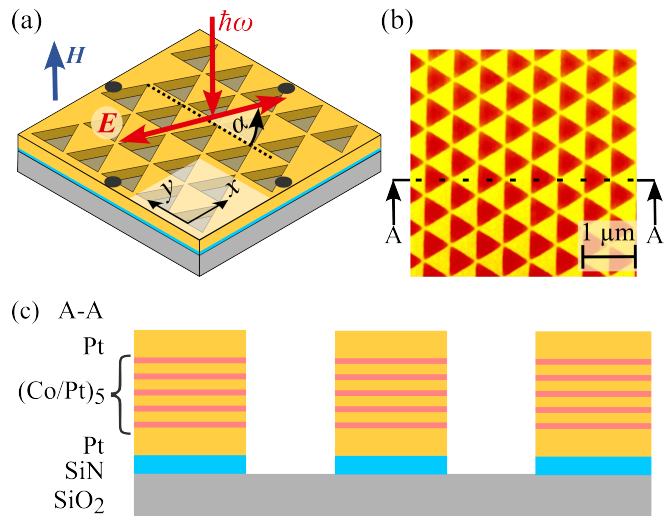 (a)
ħω
H
E
α
y
x
(b)
A
A
1 μm
(c) A-A
Pt
(Co/Pt)5
Pt
SiN
SiO2